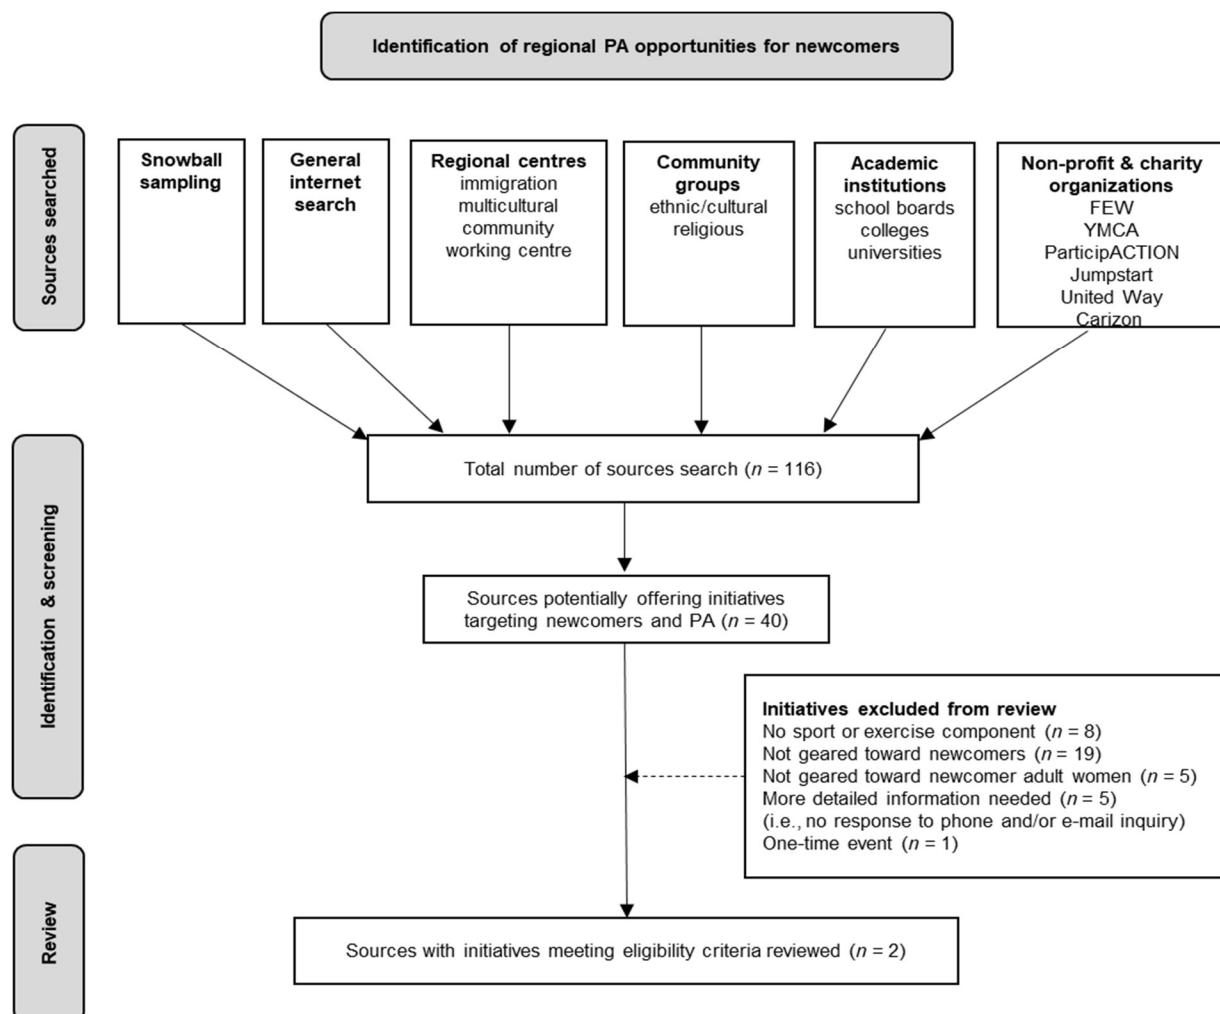 Identification of regional PA opportunities for newcomers
Sources searched
Snowball
sampling
General
internet
search
Regional centres
immigration
multicultural
community
working centre
Community
groups
ethnic/cultural
religious
Academic
institutions
school boards
colleges
universities
Non-profit & charity
organizations
FEW
YMCA
ParticipACTION
Jumpstart
United Way
Carizon
Identification & screening
Total number of sources search (n = 116)
Sources potentially offering initiatives
targeting newcomers and PA (n = 40)
Initiatives excluded from review
No sport or exercise component (n = 8)
Not geared toward newcomers (n = 19)
Not geared toward newcomer adult women (n = 5)
More detailed information needed (n = 5)
(i.e., no response to phone and/or e-mail inquiry)
One-time event (n = 1)
Review
Sources with initiatives meeting eligibility criteria reviewed (n = 2)